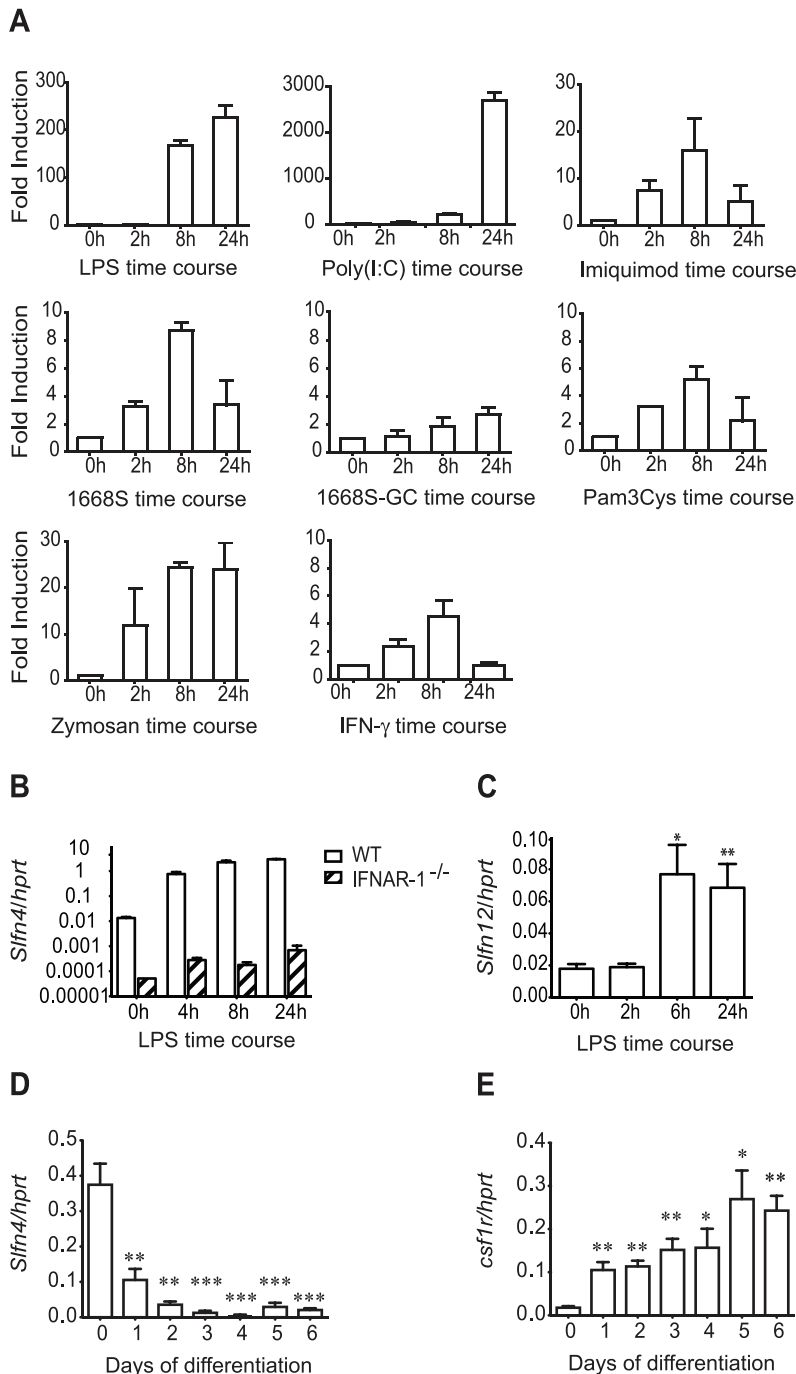 A
Fold Induction
300
200
100
0
0h 2h 8h 24h
LPS time course
3000
2000
1000
0
0h 2h 8h 24h
Poly(I:C) time course
30
20
10
0
0h 2h 8h 24h
Imiquimod time course
Fold Induction
10
8
6
4
2
0
0h 2h 8h 24h
1668S time course
10
8
6
4
2
0
0h 2h 8h 24h
1668S-GC time course
10
8
6
4
2
0
0h 2h 8h 24h
Pam3Cys time course
Fold Induction
30
20
10
0
0h 2h 8h 24h
Zymosan time course
10
8
6
4
2
0
0h 2h 8h 24h
IFN-γ time course
B
Slfn4/hprt
10
1
0.1
0.01
0.001
0.0001
0.00001
0h 4h 8h 24h
LPS time course
WT
IFNAR-1-/-
C
Slfn12/hprt
0.10
0.08
0.06
0.04
0.02
0.00
* **
0h 2h 6h 24h
LPS time course
D
Slfn4/hprt
0.5
0.4
0.3
0.2
0.1
0.0
** ** *** *** *** ***
0 1 2 3 4 5 6
Days of differentiation
E
csf1r/hprt
0.4
0.3
0.2
0.1
0.0
** ** ** * * **
0 1 2 3 4 5 6
Days of differentiation